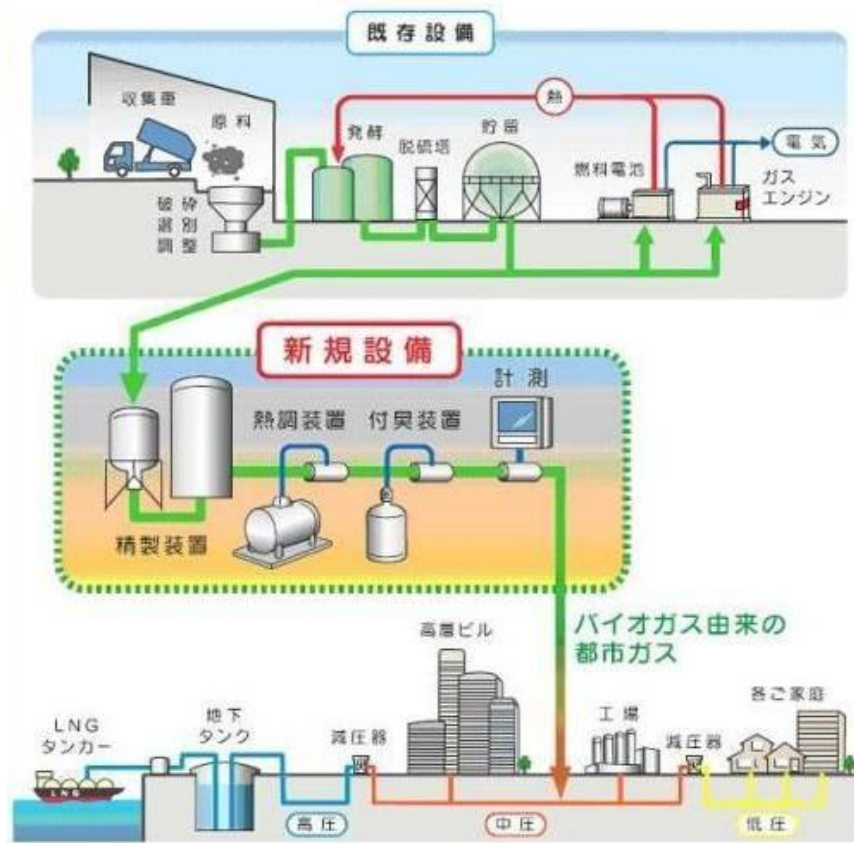 既存設備
収集車
原料
破砕
選別
調整
発酵
脱硫塔
貯留
熱
燃料電池
電気
ガス
エンジン
新規設備
計測
熱調装置
付臭装置
精製装置
バイオガス由来の
都市ガス
高層ビル
工場
各ご家庭
LNG
タンカー
地下
タンク
減圧器
減圧器
LNG
高圧
中圧
低圧